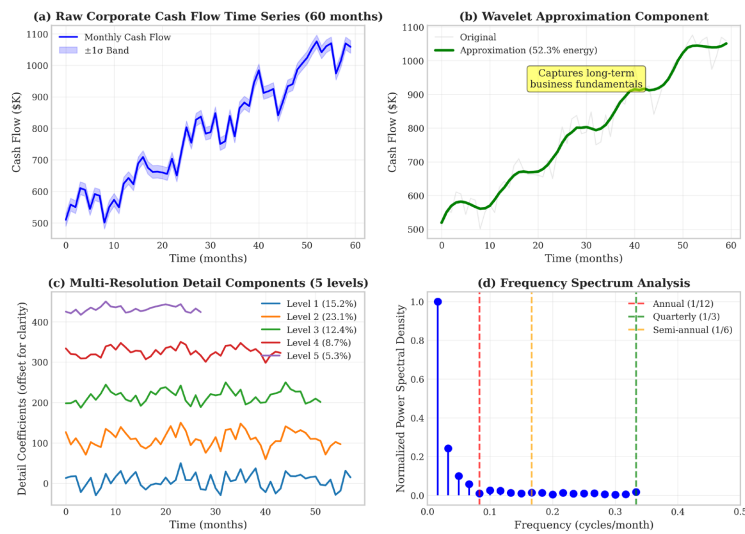 (a) Raw Corporate Cash Flow Time Series (60 months)
Monthly Cash Flow
±1σ Band
Cash Flow ($K)
1100
1000
900
800
700
600
500
0 10 20 30 40 50 60
Time (months)
(b) Wavelet Approximation Component
Original
Approximation (52.3% energy)
Captures long-term
business fundamentals
Cash Flow ($K)
1100
1000
900
800
700
600
500
0 10 20 30 40 50 60
Time (months)
(c) Multi-Resolution Detail Components (5 levels)
Level 1 (15.2%)
Level 2 (23.1%)
Level 3 (12.4%)
Level 4 (8.7%)
Level 5 (5.3%)
Detail Coefficients (offset for clarity)
400
300
200
100
0
0 10 20 30 40 50
Time (months)
(d) Frequency Spectrum Analysis
Annual (1/12)
Quarterly (1/3)
Semi-annual (1/6)
Normalized Power Spectral Density
1.0
0.8
0.6
0.4
0.2
0.0
0.0 0.1 0.2 0.3 0.4 0.5
Frequency (cycles/month)